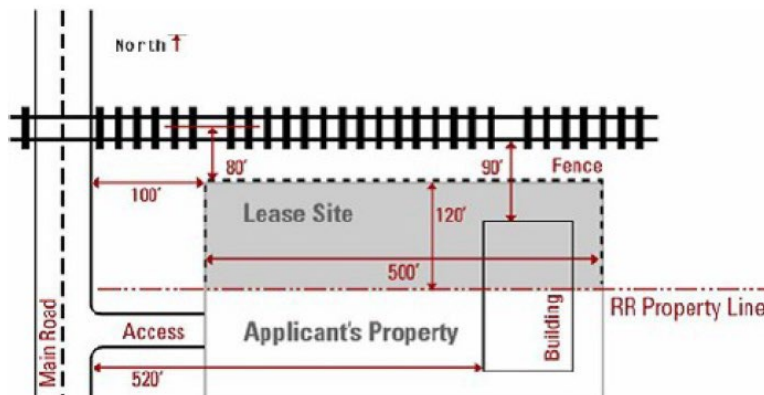 North
80'
90'
Fence
100'
Lease Site
120'
500'
RR Property Line
Access
Applicant's Property
Building
Main Road
520'